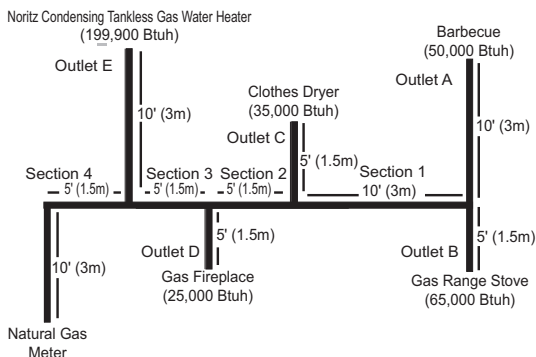 Noritz Condensing Tankless Gas Water Heater
(199,900 Btuh)
Outlet E
10' (3m)
Barbecue
(50,000 Btuh)
Outlet A
10' (3m)
Clothes Dryer
(35,000 Btuh)
Outlet C
5' (1.5m)
Section 4
5' (1.5m)
Section 3
5' (1.5m)
Section 2
5' (1.5m)
Section 1
10' (3m)
10' (3m)
Natural Gas
Meter
Outlet D
5' (1.5m)
Gas Fireplace
(25,000 Btuh)
Outlet B
5' (1.5m)
Gas Range Stove
(65,000 Btuh)